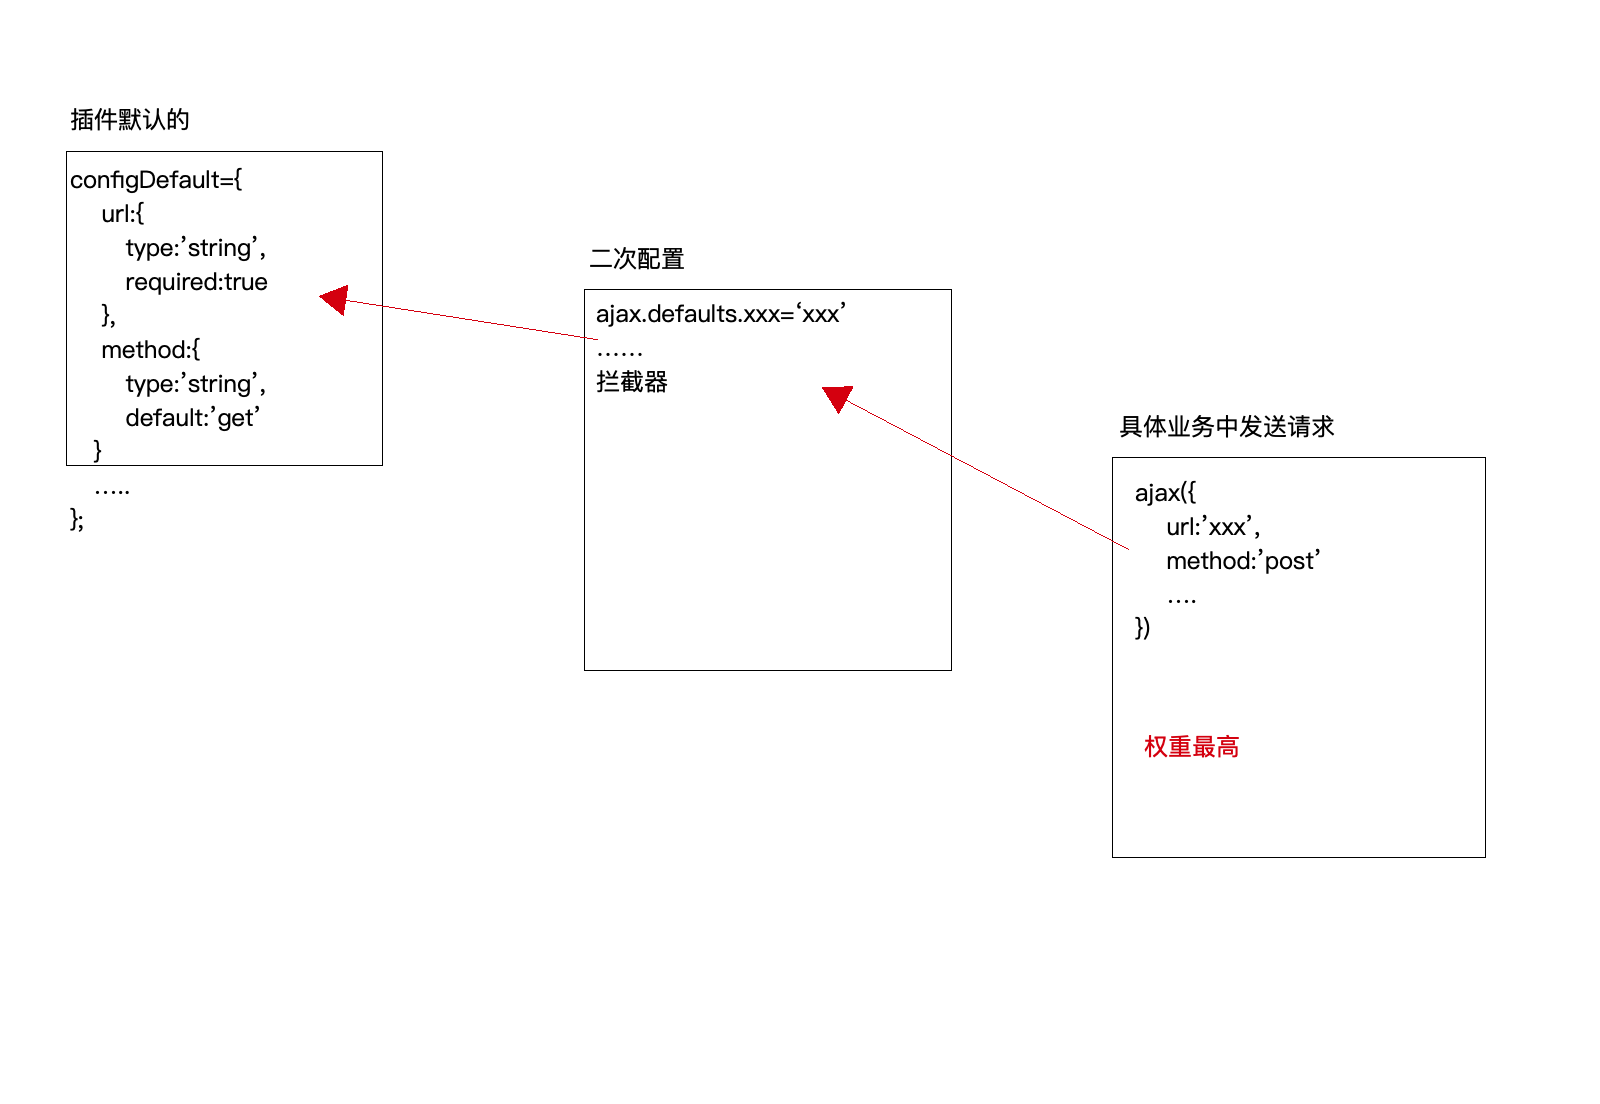 插件默认的
configDefault={
url:{
type:’string’,
required:true
},
method:{
type:’string’,
default:’get’
}
…..
};
二次配置
ajax.defaults.xxx=‘xxx’
……
拦截器
具体业务中发送请求
ajax({
url:’xxx’,
method:’post’
….
})
权重最高